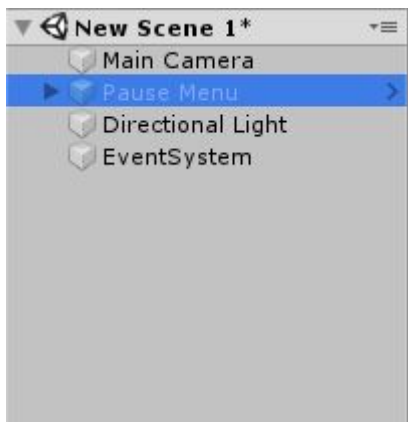 New Scene 1*
Main Camera
Pause Menu
Directional Light
EventSystem